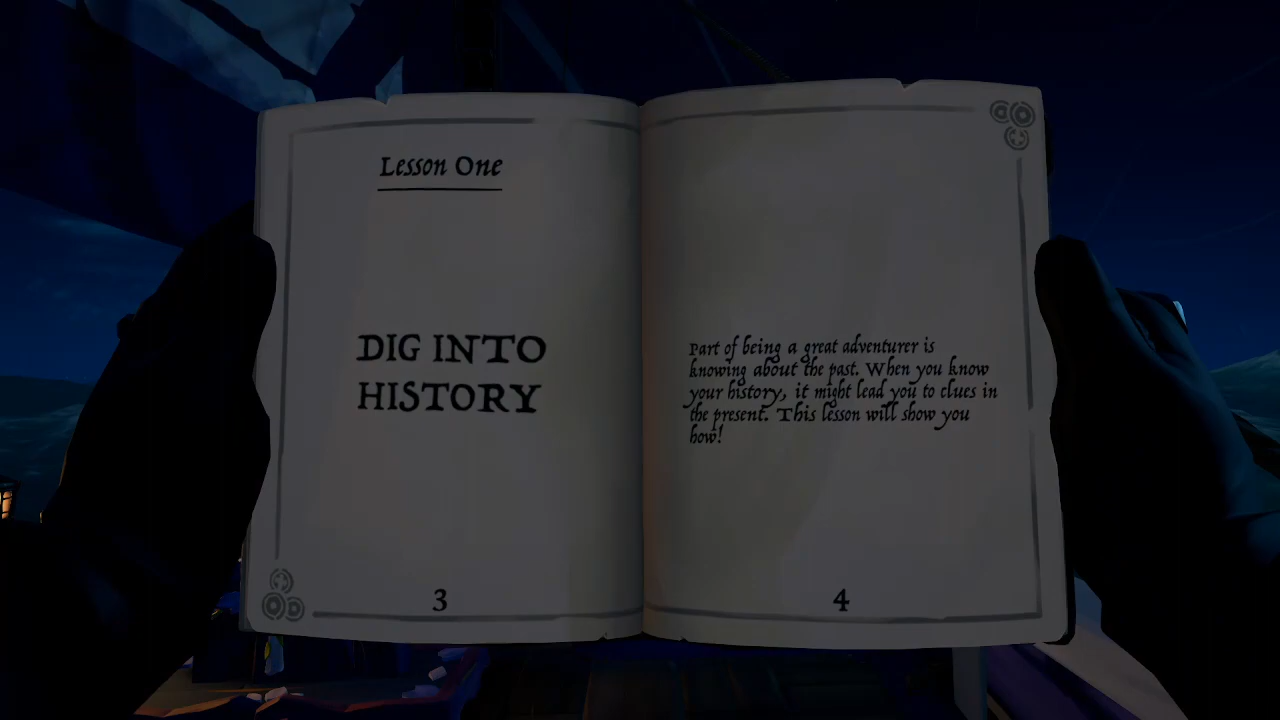 Lesson One
DIG INTO
HISTORY
3
Part of being a great adventurer is
knowing about the past. When you know
your history, it might lead you to clues in
the present. This lesson will show you
how!
4